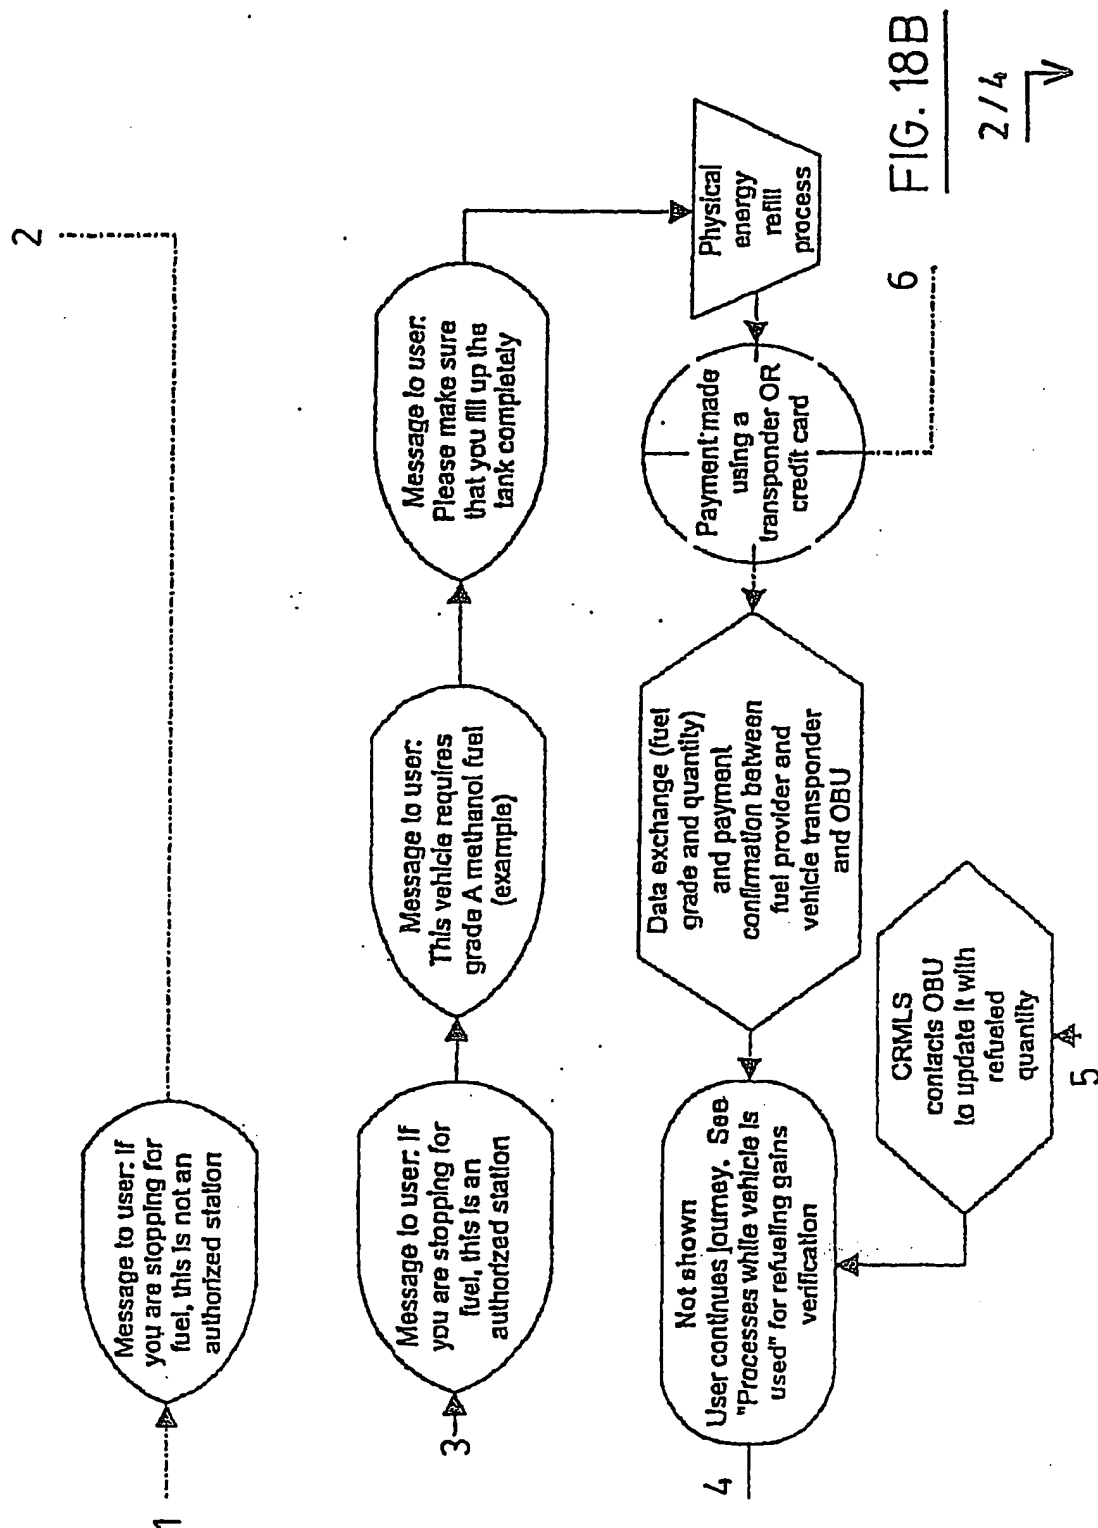 1
Message to user: If
you are stopping for
fuel, this is not an
authorized station
2
3
Message to user: If
you are stopping for
fuel, this is an
authorized station
Message to user:
This vehicle requires
grade A methanol fuel
(example)
Message to user:
Please make sure
that you fill up the
tank completely
Physical
energy
refill
process
Payment made
using a
transponder OR
credit card
6
Data exchange (fuel
grade and quantity)
and payment
confirmation between
fuel provider and
vehicle transponder
and OBU
Not shown
User continues journey. See
"Processes while vehicle is
used" for refueling gains
verification
4
CRMLS
contacts OBU
to update it with
refueled
quantity
5
FIG. 18B
2/4